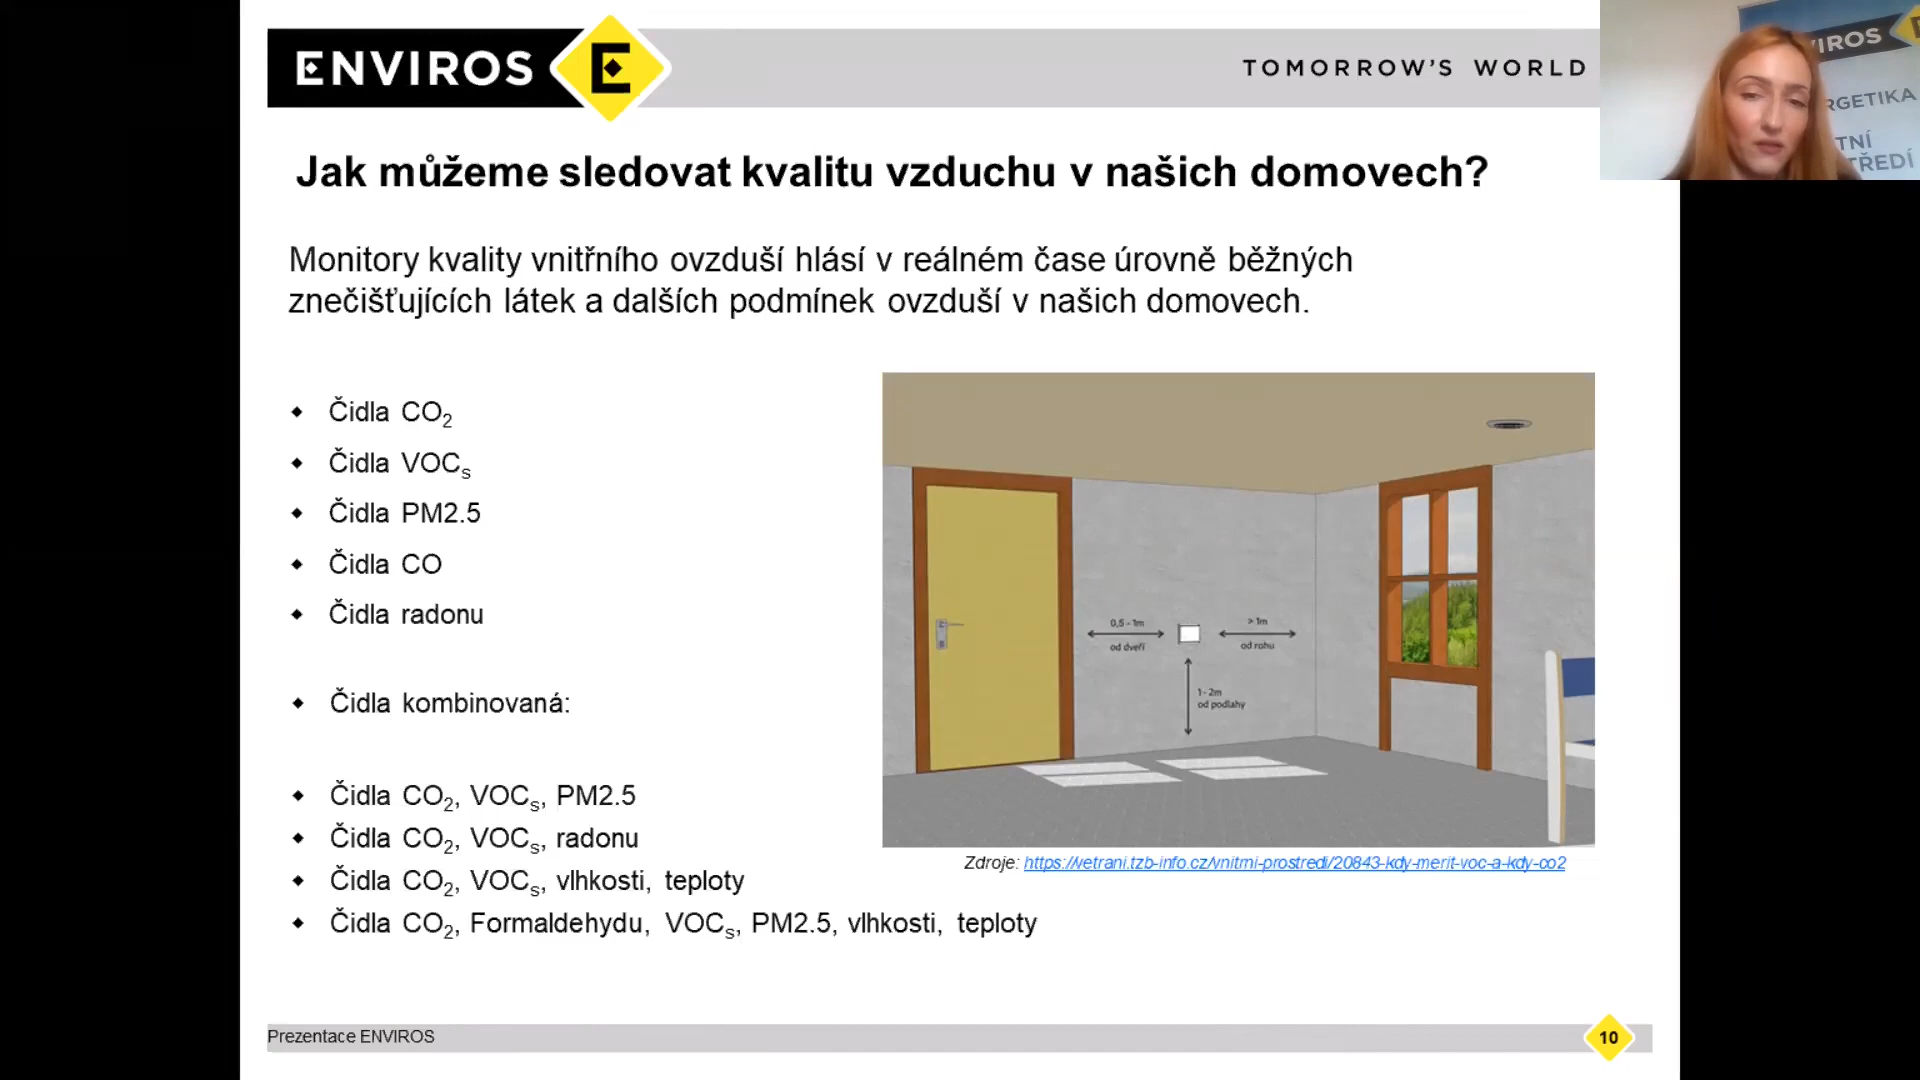 ENVIROS
TOMORROW'S WORLD
VIROS
RGETIKA
TNÍ
TŘEDÍ
Jak můžeme sledovat kvalitu vzduchu v našich domovech?
Monitory kvality vnitřního ovzduší hlásí v reálném čase úrovně běžných
znečišťujících látek a dalších podmínek ovzduší v našich domovech.
Čidla CO₂
Čidla VOCₛ
Čidla PM2.5
Čidla CO
Čidla radonu
Čidla kombinovaná:
Čidla CO₂, VOCₛ, PM2.5
Čidla CO₂, VOCₛ, radonu
Čidla CO₂, VOCₛ, vlhkosti, teploty
Čidla CO₂, Formaldehydu, VOCₛ, PM2.5, vlhkosti, teploty
0,5 - 1m
od dveří
> 1m
od rohu
1 - 2m
od podlahy
Zdroje: https://vetrani.tzb-info.cz/vnitrni-prostredi/20843-kdy-merit-voc-a-kdy-co2
Prezentace ENVIROS
10